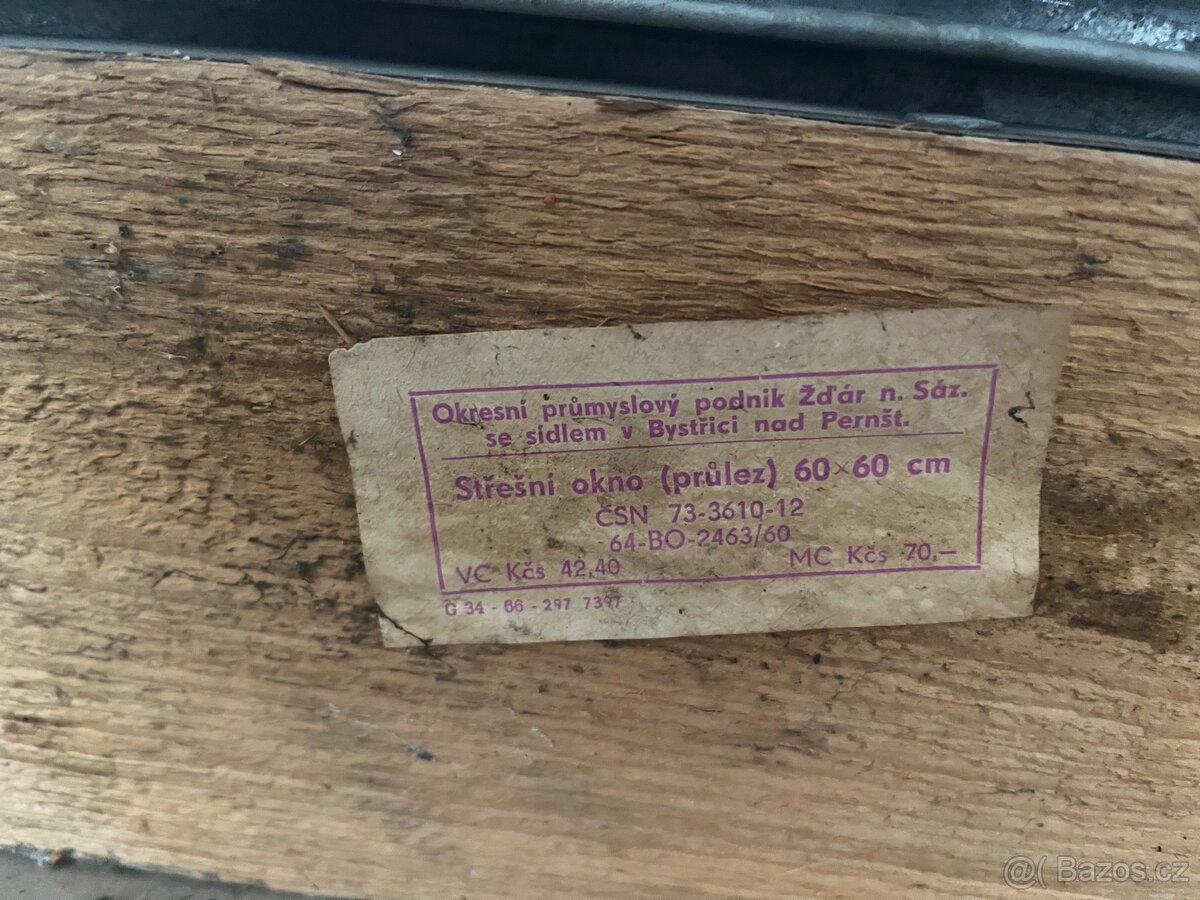 Okresní průmyslový podnik Žďár n. Sáz.
se sídlem v Bystřici nad Pernšt.
Střešní okno (průlez) 60×60 cm
ČSN 73-3610-12
64-BO-2463/60
VC Kčs 42,40 MC Kčs 70,—
G 34 - 66 - 297 7397
@( Bazos.cz